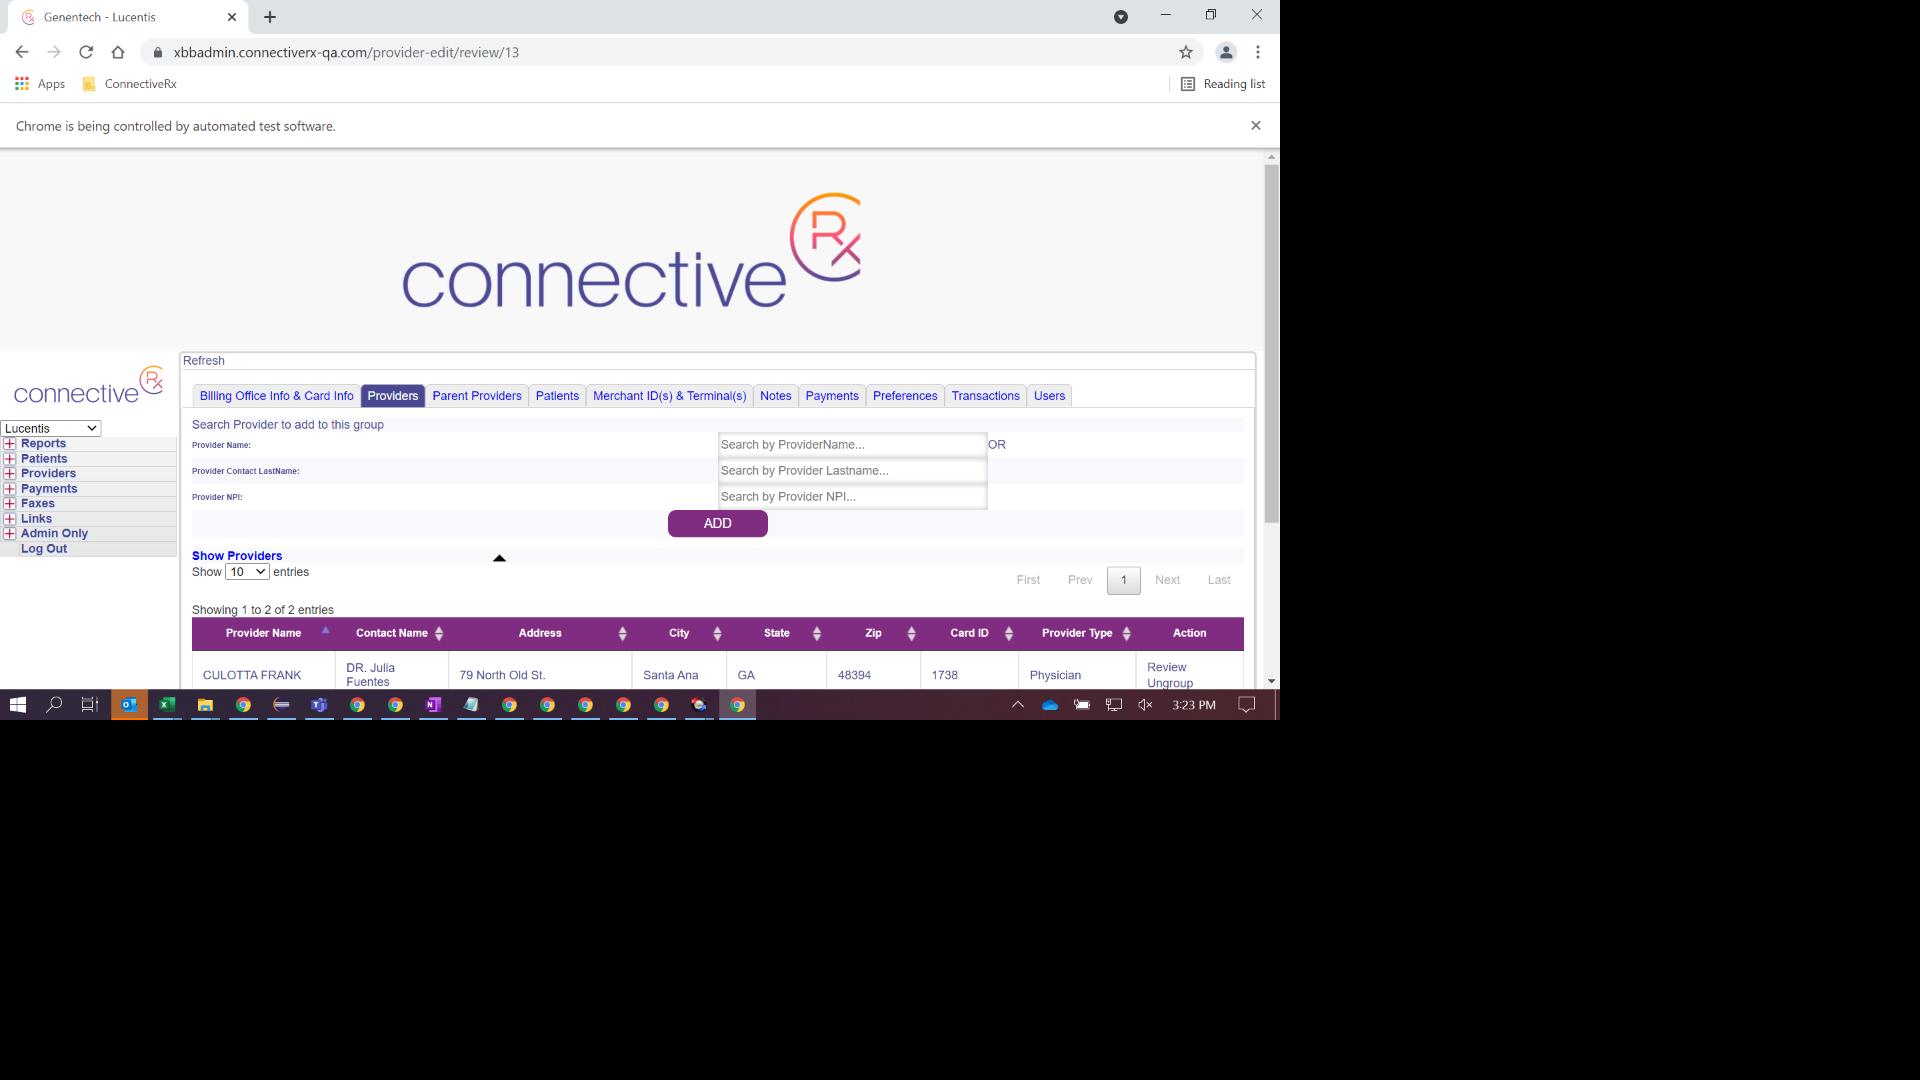 Genentech - Lucentis
xbbadmin.connectiverx-qa.com/provider-edit/review/13
Apps ConnectiveRx Reading list
Chrome is being controlled by automated test software.
connective Rx
connective Rx
Lucentis
Reports
Patients
Providers
Payments
Faxes
Links
Admin Only
Log Out
Refresh
Billing Office Info & Card Info Providers Parent Providers Patients Merchant ID(s) & Terminal(s) Notes Payments Preferences Transactions Users
Search Provider to add to this group
Provider Name: Search by ProviderName... OR
Provider Contact LastName: Search by Provider Lastname...
Provider NPI: Search by Provider NPI...
ADD
Show Providers
Show 10 entries
First Prev 1 Next Last
Showing 1 to 2 of 2 entries
Provider Name Contact Name Address City State Zip Card ID Provider Type Action
CULOTTA FRANK DR. Julia Fuentes 79 North Old St. Santa Ana GA 48394 1738 Physician Review Ungroup
3:23 PM